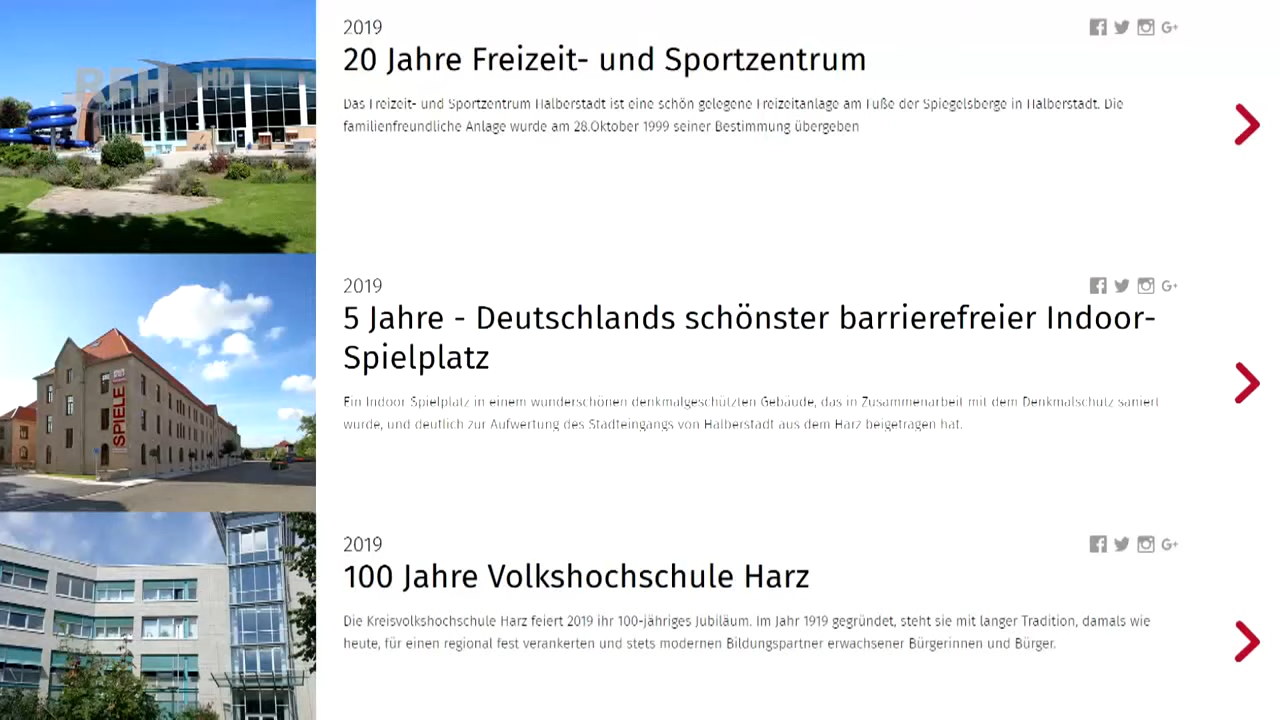 RFH HD
2019
20 Jahre Freizeit- und Sportzentrum
Das Freizeit- und Sportzentrum Halberstadt ist eine schön gelegene Freizeitanlage am Fuße der Spiegelsberge in Halberstadt. Die
familienfreundliche Anlage wurde am 28.Oktober 1999 seiner Bestimmung übergeben
2019
5 Jahre - Deutschlands schönster barrierefreier Indoor-
Spielplatz
SPIELE
Ein Indoor Spielplatz in einem wunderschönen denkmalgeschützten Gebäude, das in Zusammenarbeit mit dem Denkmalschutz saniert
wurde, und deutlich zur Aufwertung des Stadteingangs von Halberstadt aus dem Harz beigetragen hat.
2019
100 Jahre Volkshochschule Harz
Die Kreisvolkshochschule Harz feiert 2019 ihr 100-jähriges Jubiläum. Im Jahr 1919 gegründet, steht sie mit langer Tradition, damals wie
heute, für einen regional fest verankerten und stets modernen Bildungspartner erwachsener Bürgerinnen und Bürger.